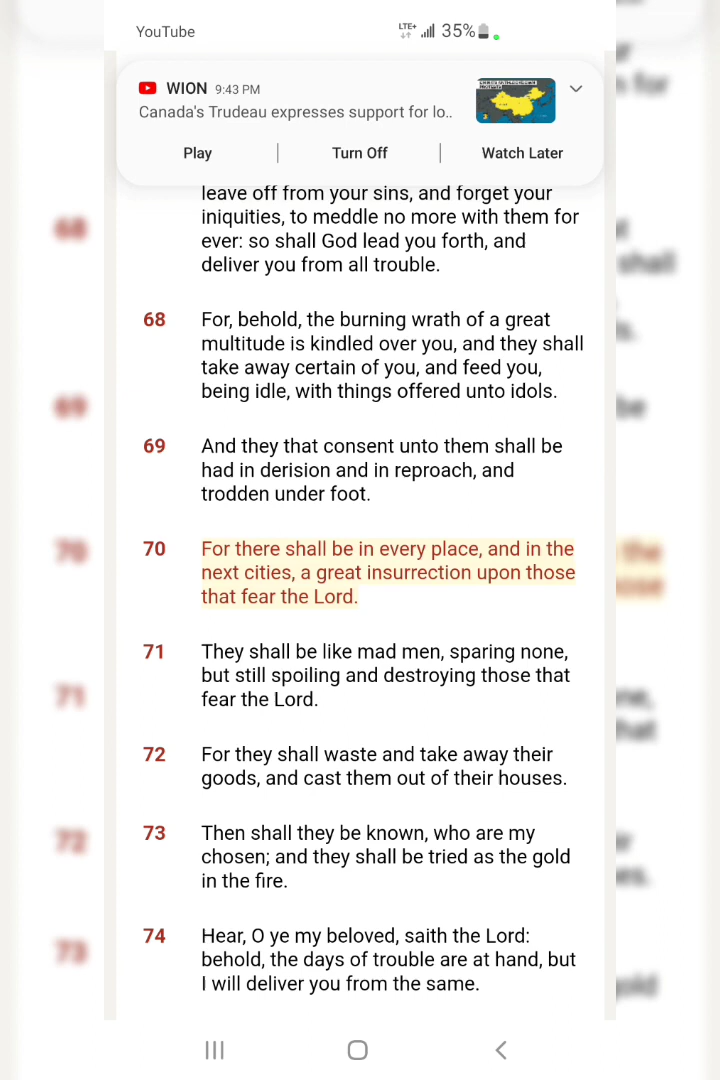 YouTube
LTE+ 35%
WION 9:43 PM
Canada's Trudeau expresses support for lo..
Play | Turn Off | Watch Later
leave off from your sins, and forget your
iniquities, to meddle no more with them for
ever: so shall God lead you forth, and
deliver you from all trouble.
68 For, behold, the burning wrath of a great
multitude is kindled over you, and they shall
take away certain of you, and feed you,
being idle, with things offered unto idols.
69 And they that consent unto them shall be
had in derision and in reproach, and
trodden under foot.
70 For there shall be in every place, and in the
next cities, a great insurrection upon those
that fear the Lord.
71 They shall be like mad men, sparing none,
but still spoiling and destroying those that
fear the Lord.
72 For they shall waste and take away their
goods, and cast them out of their houses.
73 Then shall they be known, who are my
chosen; and they shall be tried as the gold
in the fire.
74 Hear, O ye my beloved, saith the Lord:
behold, the days of trouble are at hand, but
I will deliver you from the same.